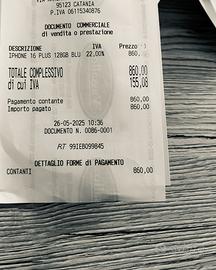 95123 CATANIA
P.IVA 06115340876
DOCUMENTO COMMERCIALE
di vendita o prestazione
DESCRIZIONE IVA Prezzo
IPHONE 16 PLUS 128GB BLU 22,00% 860,
TOTALE COMPLESSIVO 860,00
di cui IVA 155,08
Pagamento contante 860,00
Importo pagato 860,00
26-05-2025 10:36
DOCUMENTO N. 0086-0001
RT 99IEB099845
DETTAGLIO FORME di PAGAMENTO
CONTANTI 860,00